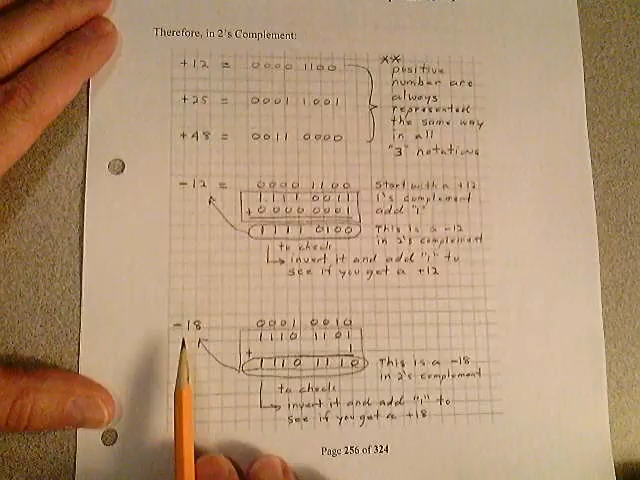 Therefore, in 2's Complement:
+12 = 0000 1100
+25 = 0001 1001
+48 = 0011 0000
**
positive
number are
always
represented
the same way
in all
"3" notations
-12 = 0000 1100 Start with a +12
1111 0011 1's complement
+ 0000 0001 add "1"
1111 0100 This is a -12
in 2's complement
to check
invert it and add "1" to
see if you get a +12
-18 0001 0010
1110 1101
+ 1
1110 1110 This is a -18
in 2's complement
to check
invert it and add "1" to
see if you get a +18
Page 256 of 324